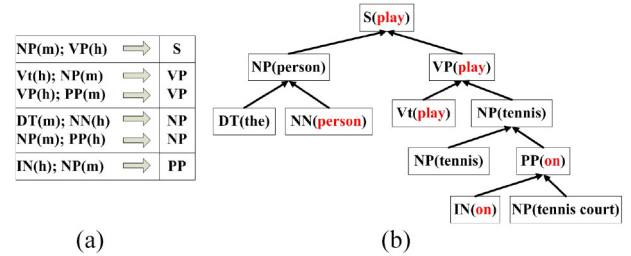 NP(m); VP(h) S
Vt(h); NP(m) VP
VP(h); PP(m) VP
DT(m); NN(h) NP
NP(m); PP(h) NP
IN(h); NP(m) PP
(a)
S(play)
NP(person) VP(play)
DT(the) NN(person) Vt(play) NP(tennis)
NP(tennis) PP(on)
IN(on) NP(tennis court)
(b)